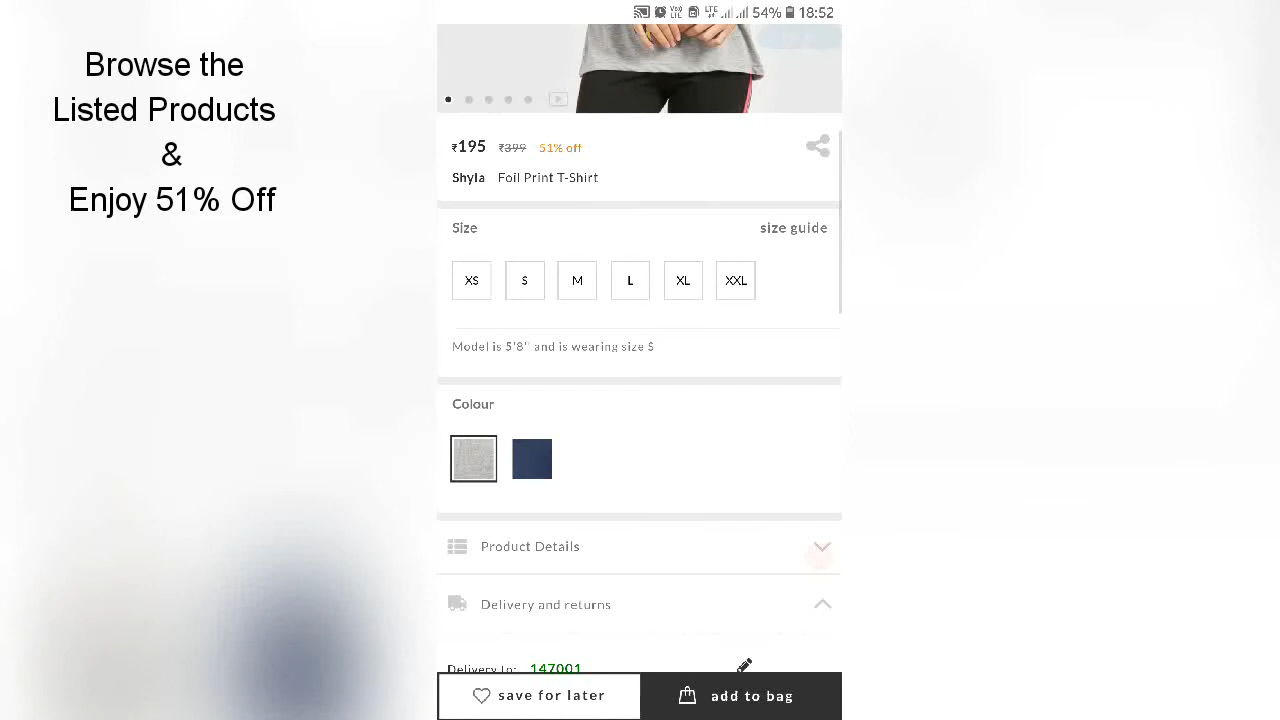 Browse the
Listed Products
&
Enjoy 51% Off
54% 18:52
₹195 ₹399 51% off
Shyla Foil Print T-Shirt
Size size guide
XS S M L XL XXL
Model is 5'8" and is wearing size S
Colour
Product Details
Delivery and returns
Delivery to: 147001
save for later add to bag